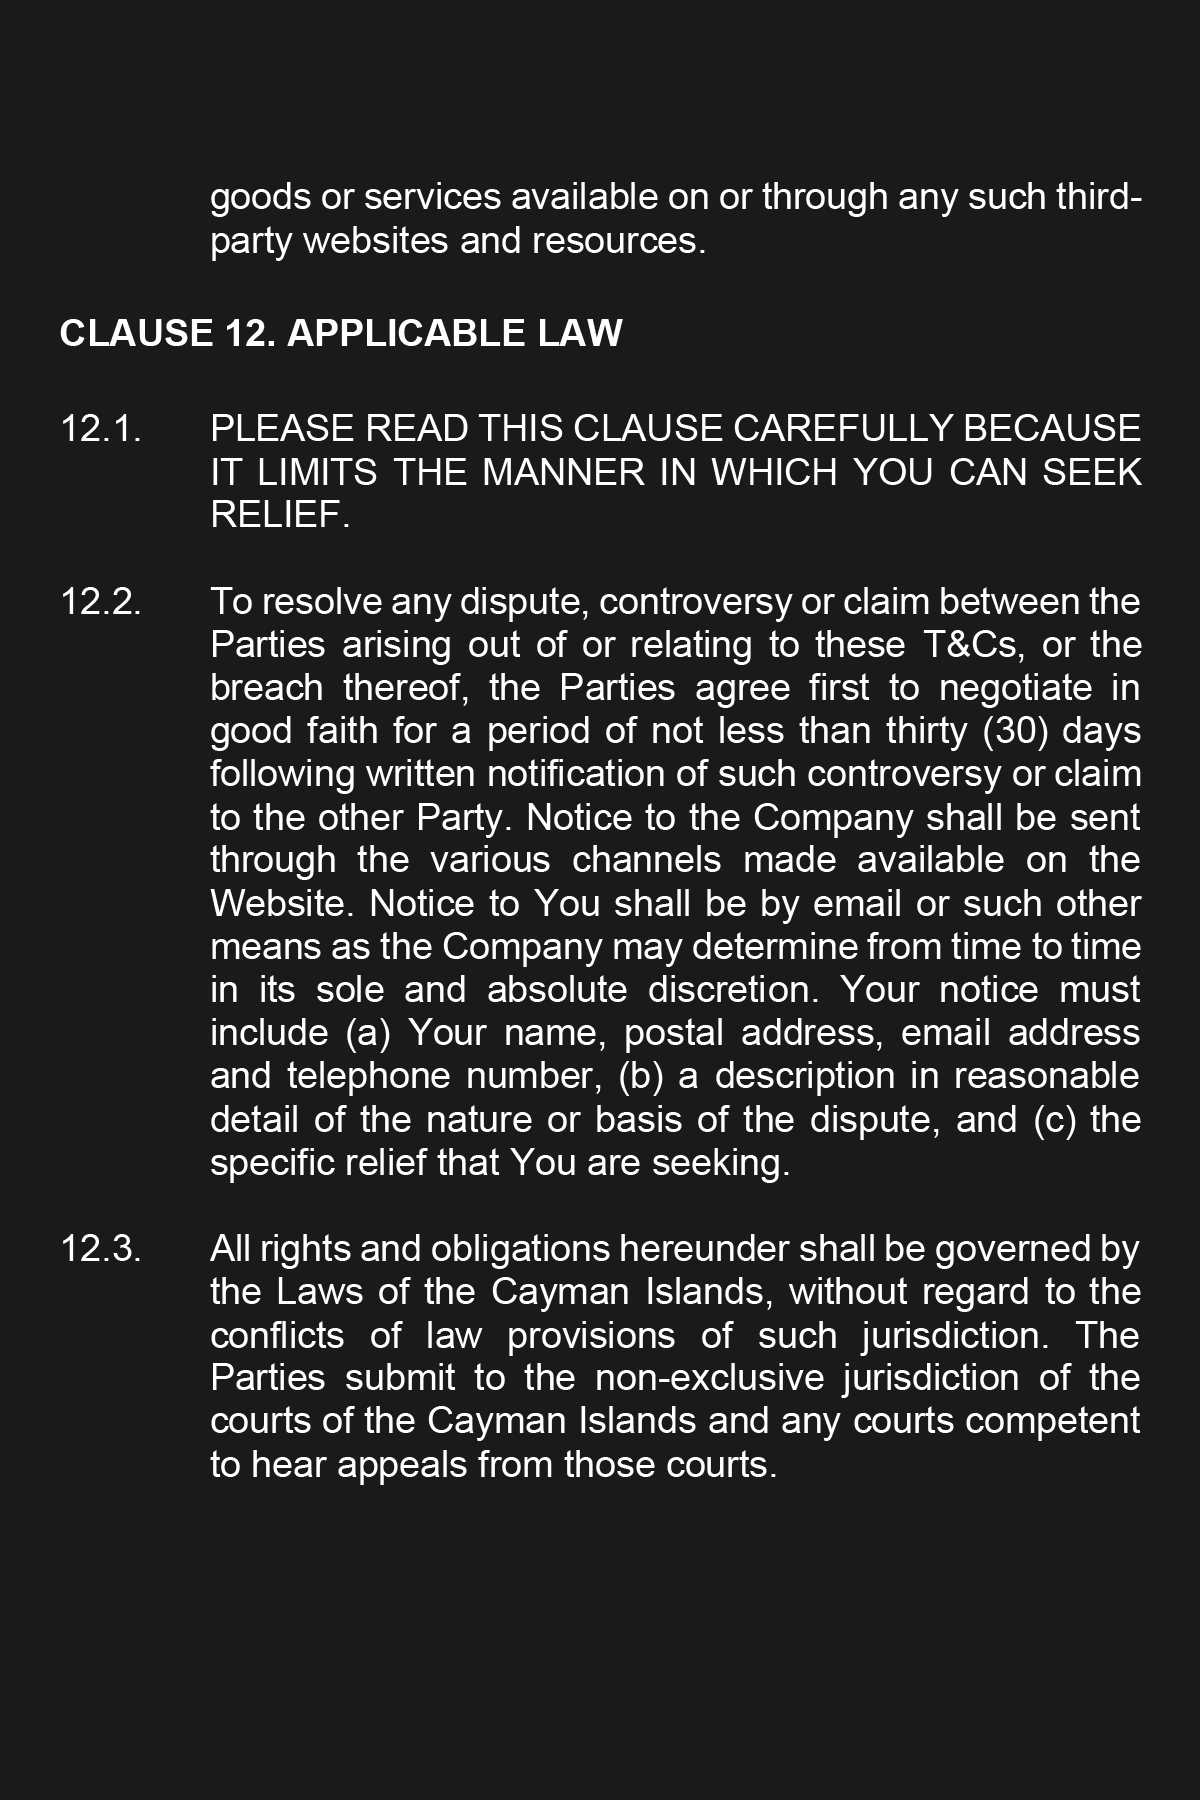 goods or services available on or through any such third-
party websites and resources.
CLAUSE 12. APPLICABLE LAW
12.1. PLEASE READ THIS CLAUSE CAREFULLY BECAUSE
IT LIMITS THE MANNER IN WHICH YOU CAN SEEK
RELIEF.
12.2. To resolve any dispute, controversy or claim between the
Parties arising out of or relating to these T&Cs, or the
breach thereof, the Parties agree first to negotiate in
good faith for a period of not less than thirty (30) days
following written notification of such controversy or claim
to the other Party. Notice to the Company shall be sent
through the various channels made available on the
Website. Notice to You shall be by email or such other
means as the Company may determine from time to time
in its sole and absolute discretion. Your notice must
include (a) Your name, postal address, email address
and telephone number, (b) a description in reasonable
detail of the nature or basis of the dispute, and (c) the
specific relief that You are seeking.
12.3. All rights and obligations hereunder shall be governed by
the Laws of the Cayman Islands, without regard to the
conflicts of law provisions of such jurisdiction. The
Parties submit to the non-exclusive jurisdiction of the
courts of the Cayman Islands and any courts competent
to hear appeals from those courts.